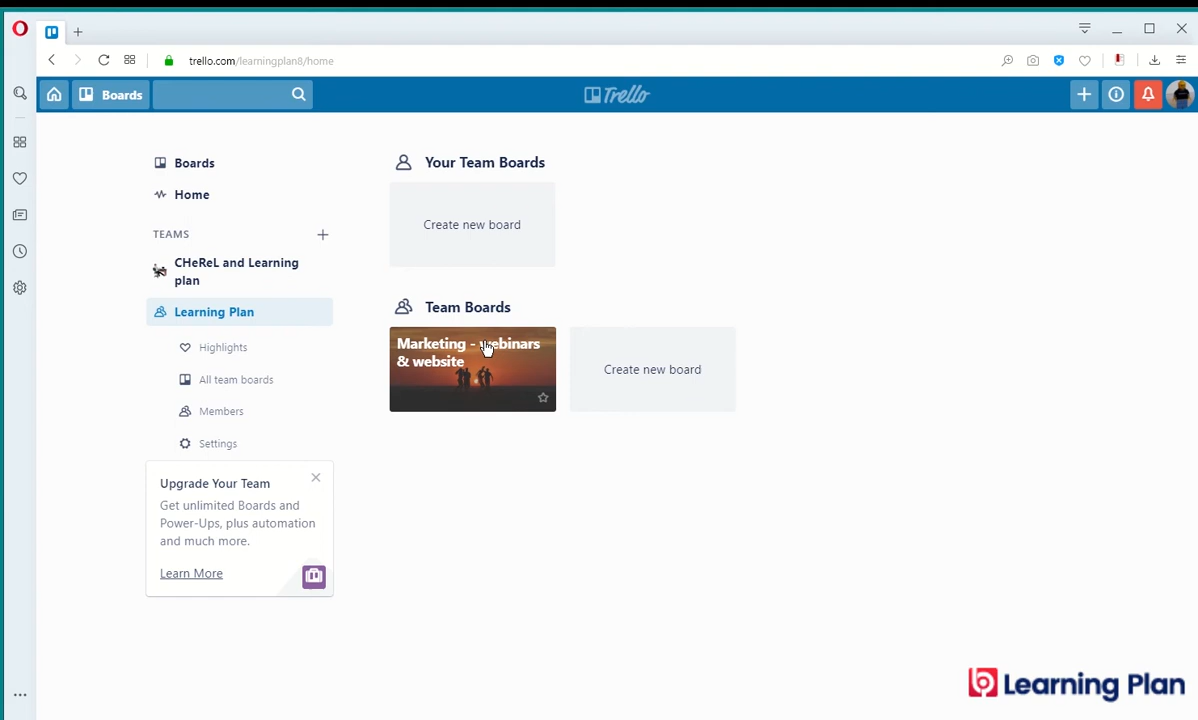 trello.com/learningplan8/home
Boards
Trello
Boards
Home
TEAMS
CHeReL and Learning
plan
Learning Plan
Highlights
All team boards
Members
Settings
Upgrade Your Team
Get unlimited Boards and
Power-Ups, plus automation
and much more.
Learn More
Your Team Boards
Create new board
Team Boards
Marketing - webinars
& website
Create new board
Learning Plan